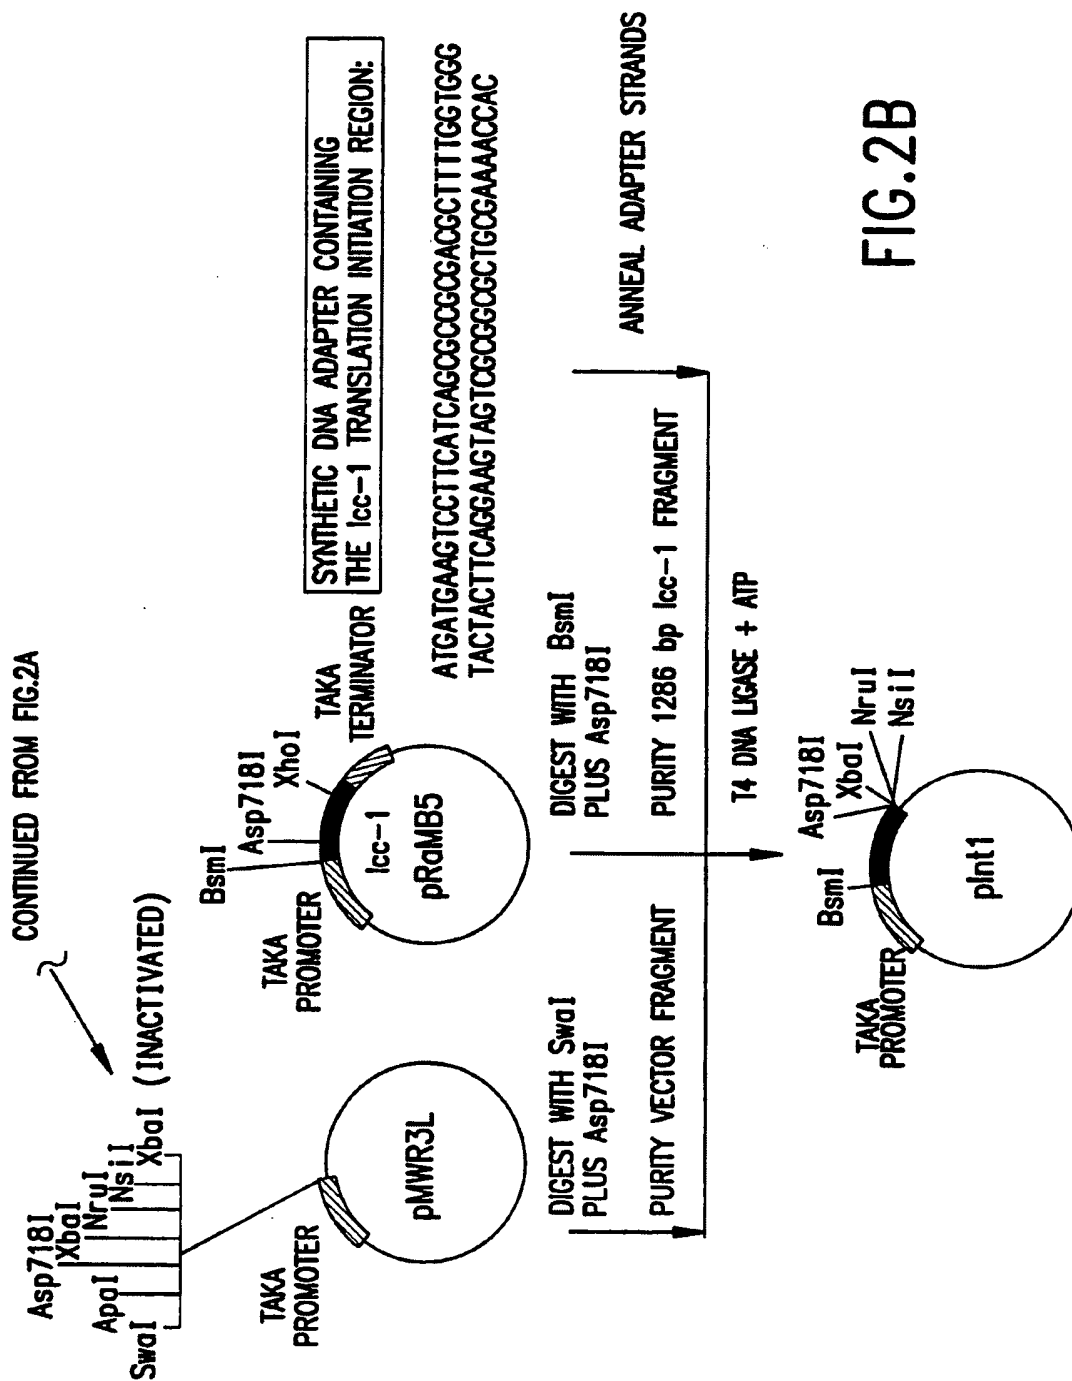 CONTINUED FROM FIG.2A
SwaI
ApaI
Asp718I
XbaI
NruI
NsiI
XbaI (INACTIVATED)
TAKA
PROMOTER
pMWR3L
BsmI
Asp718I
XhoI
TAKA
TERMINATOR
TAKA
PROMOTER
lcc-1
pRaMB5
SYNTHETIC DNA ADAPTER CONTAINING
THE lcc-1 TRANSLATION INITIATION REGION:
ATGATGAAGTCCTTCATCAGCGCCGCGACGCTTTTGGTGGG
TACTACTTCAGGAAGTAGTCGCGGCGCTGCGAAAACCAC
DIGEST WITH SwaI
PLUS Asp718I
PURITY VECTOR FRAGMENT
DIGEST WITH BsmI
PLUS Asp718I
PURITY 1286 bp lcc-1 FRAGMENT
ANNEAL ADAPTER STRANDS
T4 DNA LIGASE + ATP
BsmI
Asp718I
XbaI
NruI
NsiI
TAKA
PROMOTER
pInt1
FIG.2B